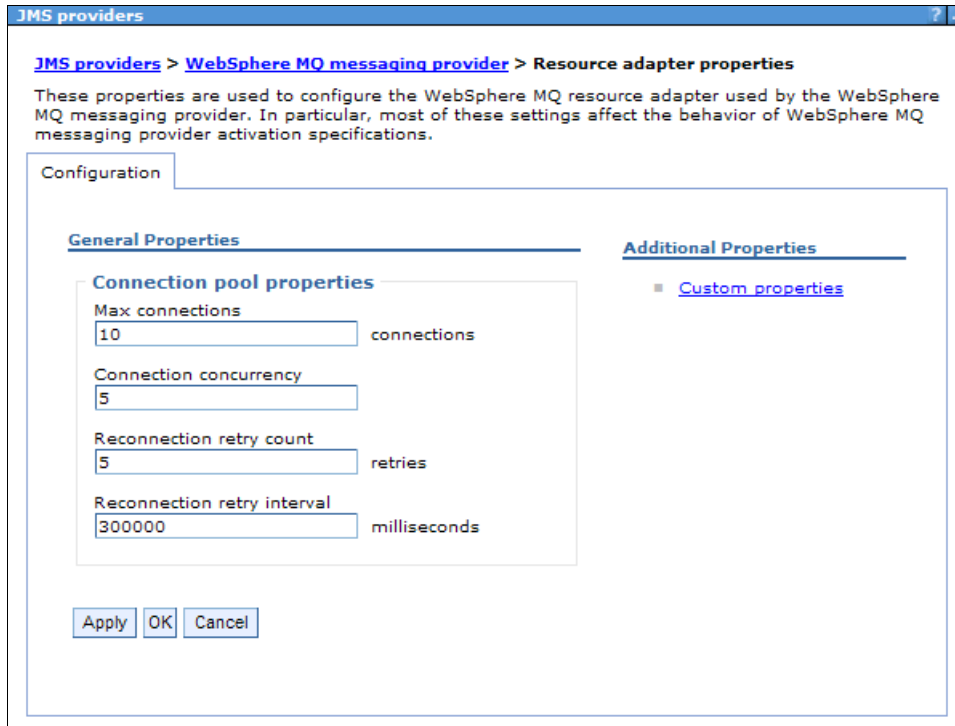 JMS providers
?
JMS providers > WebSphere MQ messaging provider > Resource adapter properties
These properties are used to configure the WebSphere MQ resource adapter used by the WebSphere
MQ messaging provider. In particular, most of these settings affect the behavior of WebSphere MQ
messaging provider activation specifications.
Configuration
General Properties
Connection pool properties
Max connections
10 connections
Connection concurrency
5
Reconnection retry count
5 retries
Reconnection retry interval
300000 milliseconds
Apply OK Cancel
Additional Properties
Custom properties